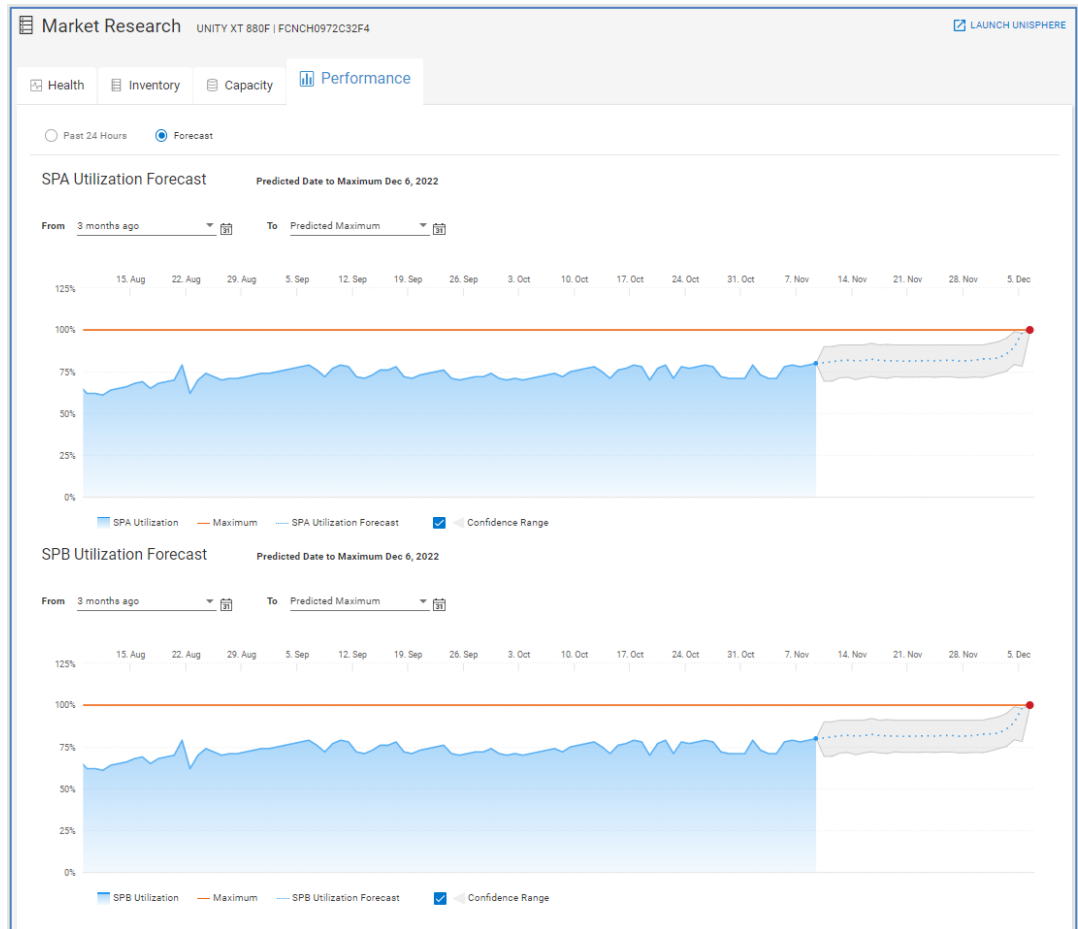 Market Research UNITY XT 880F | FCNCH0972C32F4 LAUNCH UNISPHERE
Health Inventory Capacity Performance
Past 24 Hours Forecast
SPA Utilization Forecast Predicted Date to Maximum Dec 6, 2022
From 3 months ago 31 To Predicted Maximum 31
15. Aug 22. Aug 29. Aug 5. Sep 12. Sep 19. Sep 26. Sep 3. Oct 10. Oct 17. Oct 24. Oct 31. Oct 7. Nov 14. Nov 21. Nov 28. Nov 5. Dec
125%
100%
75%
50%
25%
0%
SPA Utilization Maximum SPA Utilization Forecast Confidence Range
SPB Utilization Forecast Predicted Date to Maximum Dec 6, 2022
From 3 months ago 31 To Predicted Maximum 31
15. Aug 22. Aug 29. Aug 5. Sep 12. Sep 19. Sep 26. Sep 3. Oct 10. Oct 17. Oct 24. Oct 31. Oct 7. Nov 14. Nov 21. Nov 28. Nov 5. Dec
125%
100%
75%
50%
25%
0%
SPB Utilization Maximum SPB Utilization Forecast Confidence Range